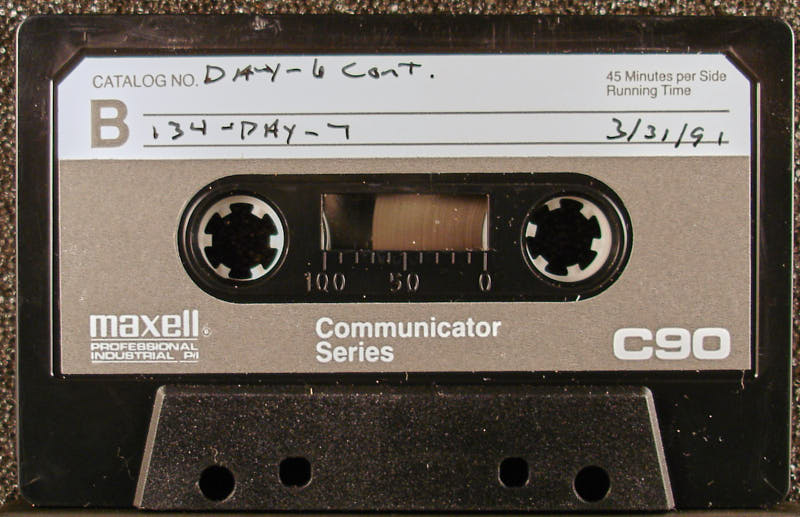 CATALOG NO. DAY-6 Cont.
45 Minutes per Side
Running Time
B 134-DAY-7 3/31/91
100 50 0
maxell®
PROFESSIONAL
INDUSTRIAL P/I
Communicator
Series
C90